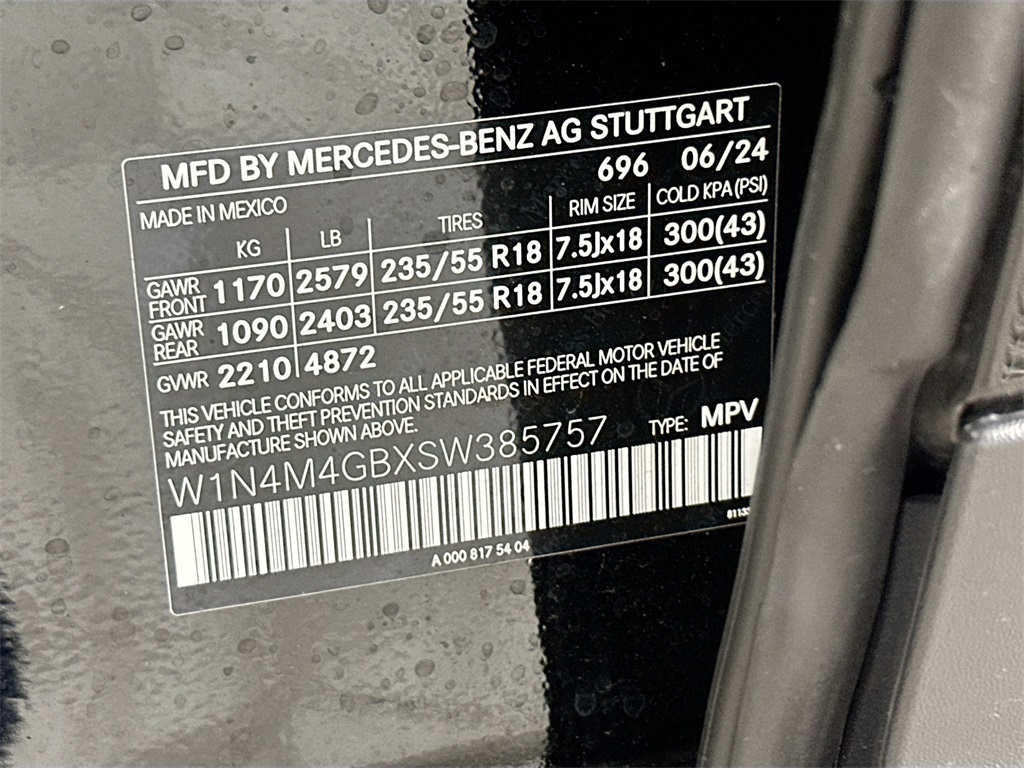 MFD BY MERCEDES-BENZ AG STUTTGART
696 06/24
MADE IN MEXICO
KG LB TIRES RIM SIZE COLD KPA (PSI)
GAWR FRONT 1170 2579 235/55 R18 7.5Jx18 300(43)
GAWR REAR 1090 2403 235/55 R18 7.5Jx18 300(43)
GVWR 2210 4872
THIS VEHICLE CONFORMS TO ALL APPLICABLE FEDERAL MOTOR VEHICLE
SAFETY AND THEFT PREVENTION STANDARDS IN EFFECT ON THE DATE OF
MANUFACTURE SHOWN ABOVE.
W1N4M4GBXSW385757 TYPE: MPV
A 000 817 54 04